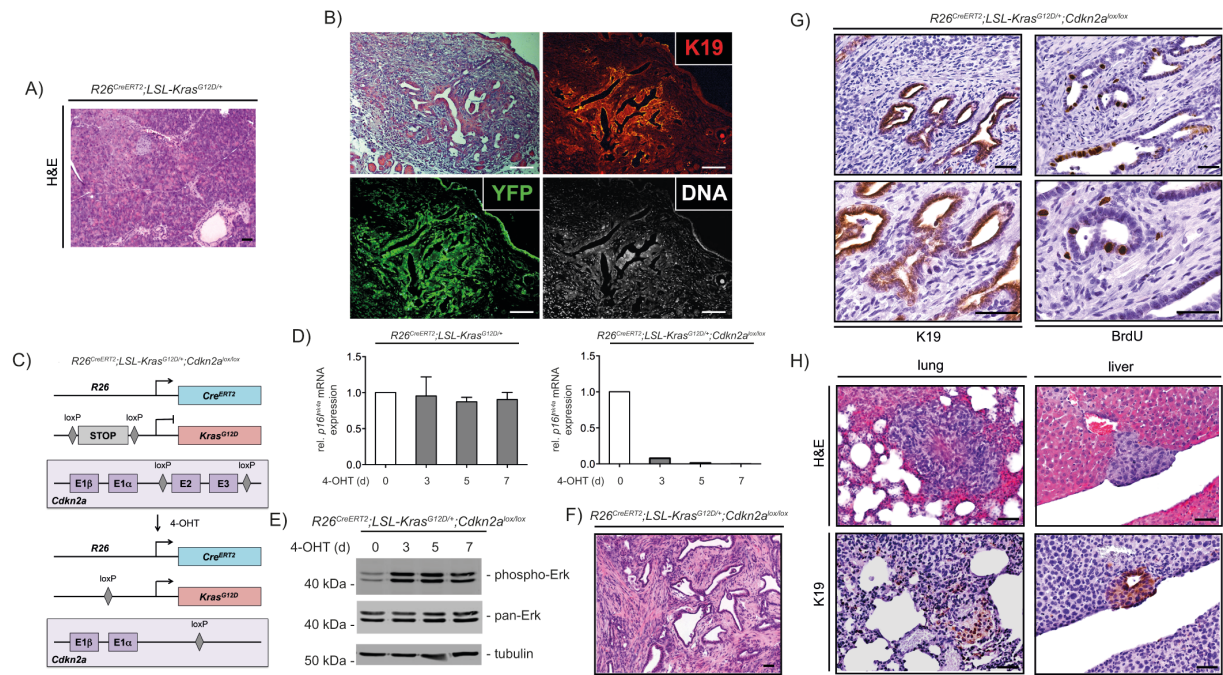 A)
R26CreERT2;LSL-KrasG12D/+
H&E
B)
K19
YFP
DNA
C)
R26CreERT2;LSL-KrasG12D/+;Cdkn2alox/lox
R26
CreERT2
loxP
loxP
STOP
KrasG12D
loxP
loxP
E1β
E1α
E2
E3
Cdkn2a
4-OHT
R26
CreERT2
loxP
KrasG12D
loxP
E1β
E1α
Cdkn2a
D)
R26CreERT2;LSL-KrasG12D/+
rel. p16Ink4a mRNA
expression
1.5
1.0
0.5
0.0
4-OHT (d)
0
3
5
7
R26CreERT2;LSL-KrasG12D/+;Cdkn2alox/lox
rel. p16Ink4a mRNA
expression
1.5
1.0
0.5
0.0
4-OHT (d)
0
3
5
7
E)
R26CreERT2;LSL-KrasG12D/+;Cdkn2alox/lox
4-OHT (d)
0
3
5
7
40 kDa -
- phospho-Erk
40 kDa -
- pan-Erk
50 kDa -
- tubulin
F)
R26CreERT2;LSL-KrasG12D/+;Cdkn2alox/lox
G)
R26CreERT2;LSL-KrasG12D/+;Cdkn2alox/lox
K19
BrdU
H)
lung
liver
H&E
K19